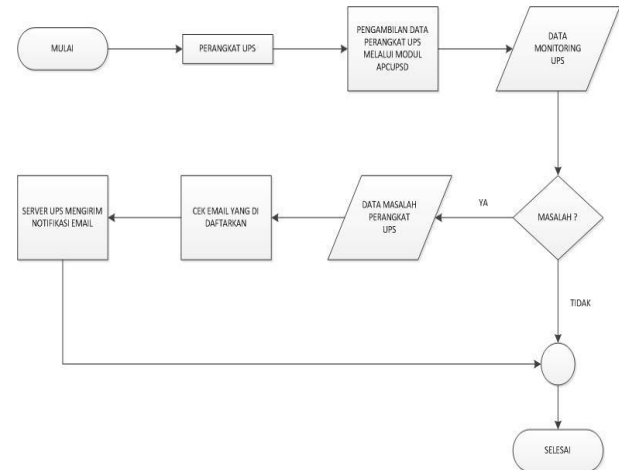 MULAI
PERANGKAT UPS
PENGAMBILAN DATA
PERANGKAT UPS
MELALUI MODUL
APCUPSD
DATA
MONITORING
UPS
MASALAH ?
YA
DATA MASALAH
PERANGKAT
UPS
CEK EMAIL YANG DI
DAFTARKAN
SERVER UPS MENGIRIM
NOTIFIKASI EMAIL
TIDAK
SELESAI